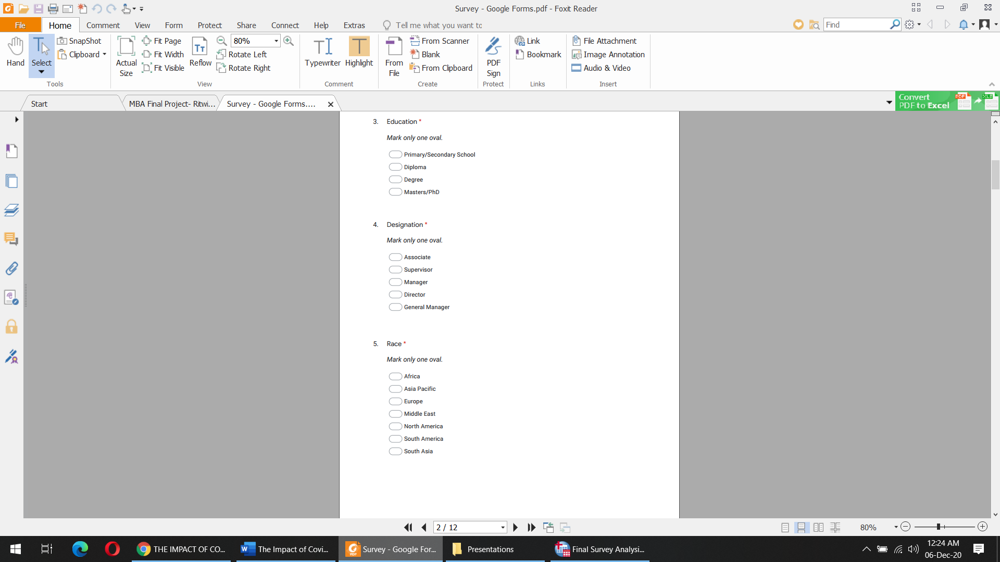 Survey - Google Forms.pdf - Foxit Reader
File Home Comment View Form Protect Share Connect Help Extras Tell me what you want to Find
Hand
Select
SnapShot
Clipboard
Tools
Actual Size
Fit Page
Fit Width
Fit Visible
Reflow
80%
Rotate Left
Rotate Right
View
Typewriter
Highlight
Comment
From File
From Scanner
Blank
From Clipboard
Create
PDF Sign
Protect
Link
Bookmark
Links
File Attachment
Image Annotation
Audio & Video
Insert
Start
MBA Final Project- Ritwi...
Survey - Google Forms....
Convert
PDF to Excel
PDF
XLS
3. Education *
Mark only one oval.
Primary/Secondary School
Diploma
Degree
Masters/PhD
4. Designation *
Mark only one oval.
Associate
Supervisor
Manager
Director
General Manager
5. Race *
Mark only one oval.
Africa
Asia Pacific
Europe
Middle East
North America
South America
South Asia
2 / 12
80%
THE IMPACT OF CO...
The Impact of Covi...
Survey - Google For...
Presentations
Final Survey Analysi...
12:24 AM
06-Dec-20